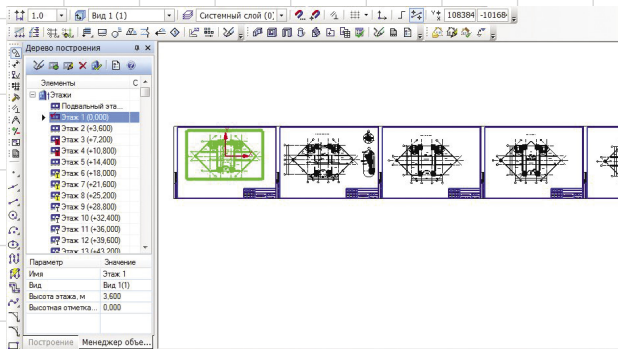 1.0 Вид 1 (1) Системный слой (0) 108384 -10168
Дерево построения
Элементы С
Этажи
Подвальный эта...
Этаж 1 (0,000)
Этаж 2 (+3,600)
Этаж 3 (+7,200)
Этаж 4 (+10,800)
Этаж 5 (+14,400)
Этаж 6 (+18,000)
Этаж 7 (+21,600)
Этаж 8 (+25,200)
Этаж 9 (+28,800)
Этаж 10 (+32,400)
Этаж 11 (+36,000)
Этаж 12 (+39,600)
Этаж 13 (+43,200)
Параметр Значение
Имя Этаж 1
Вид Вид 1(1)
Высота этажа, м 3,600
Высотная отметка... 0,000
Построение Менеджер объе...